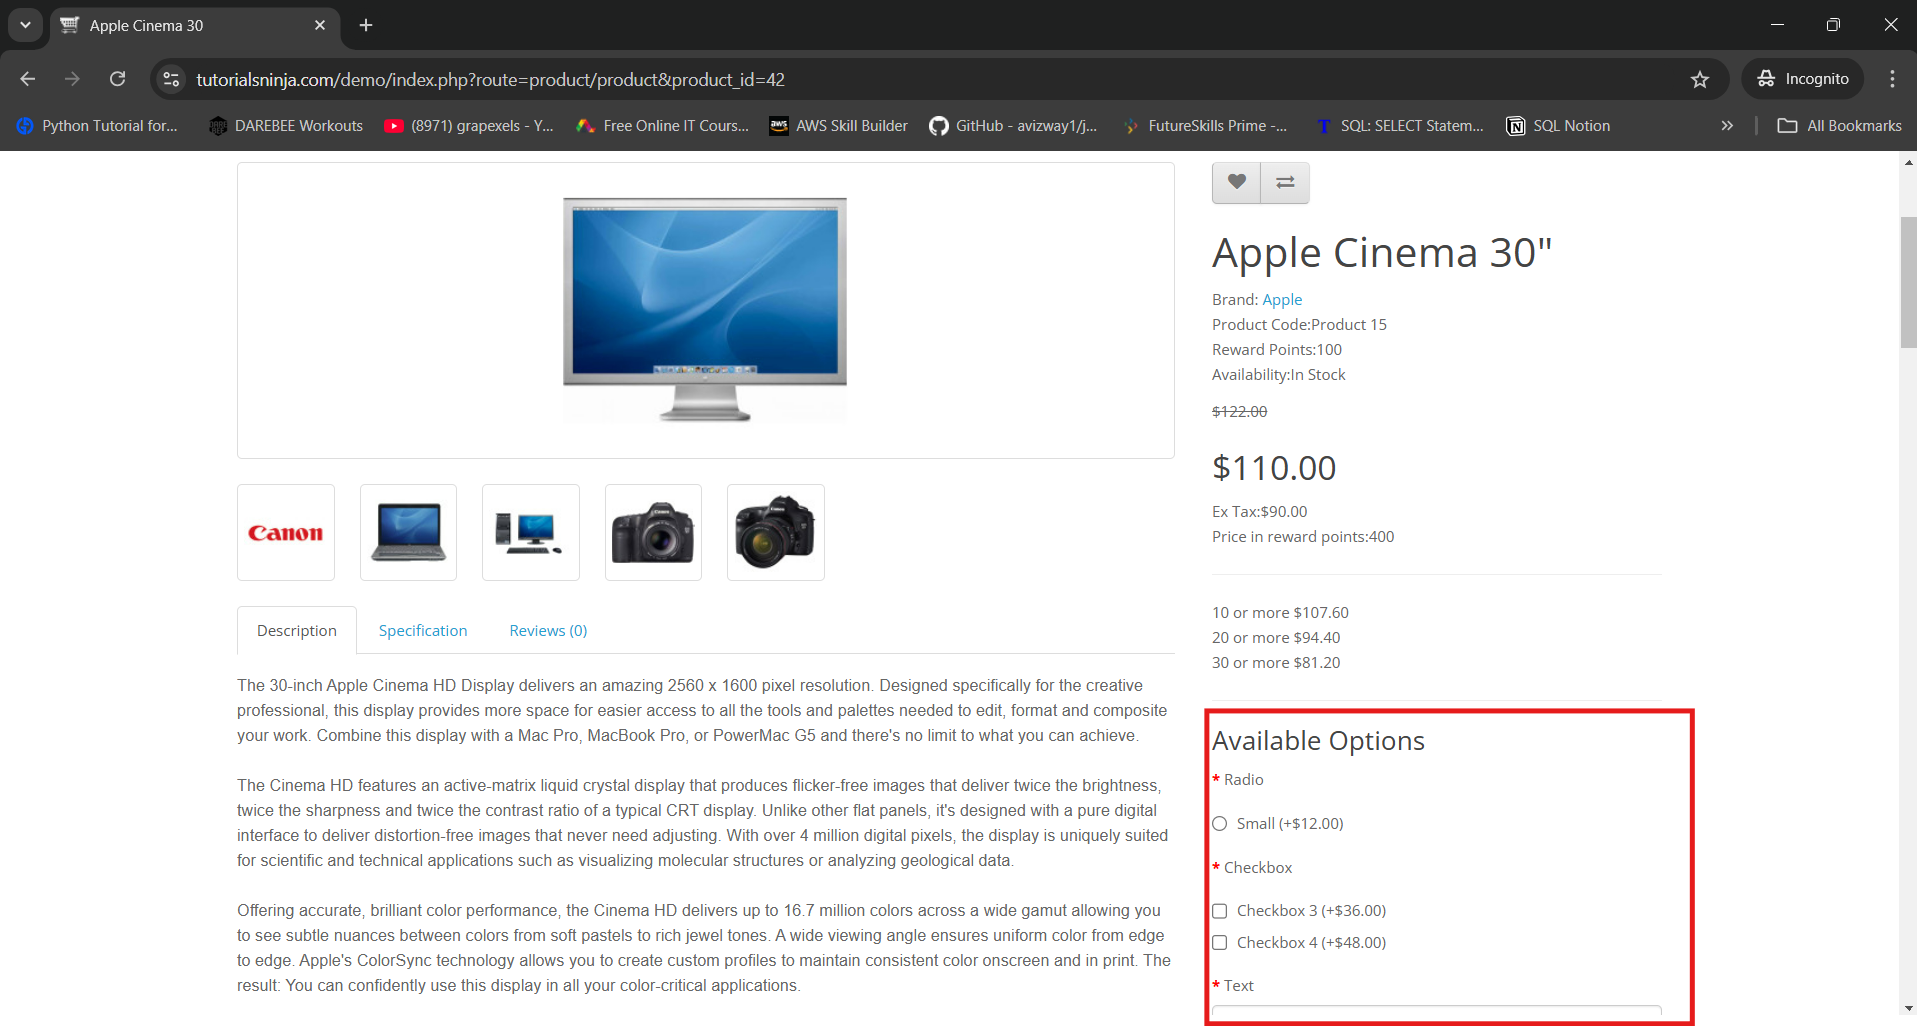 Apple Cinema 30
tutorialsninja.com/demo/index.php?route=product/product&product_id=42
Incognito
Python Tutorial for...
DAREBEE Workouts
(8971) grapexels - Y...
Free Online IT Cours...
aws
AWS Skill Builder
GitHub - avizway1/j...
FutureSkills Prime -...
T
SQL: SELECT Statem...
SQL Notion
All Bookmarks
Canon
Description
Specification
Reviews (0)
The 30-inch Apple Cinema HD Display delivers an amazing 2560 x 1600 pixel resolution. Designed specifically for the creative
professional, this display provides more space for easier access to all the tools and palettes needed to edit, format and composite
your work. Combine this display with a Mac Pro, MacBook Pro, or PowerMac G5 and there's no limit to what you can achieve.
The Cinema HD features an active-matrix liquid crystal display that produces flicker-free images that deliver twice the brightness,
twice the sharpness and twice the contrast ratio of a typical CRT display. Unlike other flat panels, it's designed with a pure digital
interface to deliver distortion-free images that never need adjusting. With over 4 million digital pixels, the display is uniquely suited
for scientific and technical applications such as visualizing molecular structures or analyzing geological data.
Offering accurate, brilliant color performance, the Cinema HD delivers up to 16.7 million colors across a wide gamut allowing you
to see subtle nuances between colors from soft pastels to rich jewel tones. A wide viewing angle ensures uniform color from edge
to edge. Apple's ColorSync technology allows you to create custom profiles to maintain consistent color onscreen and in print. The
result: You can confidently use this display in all your color-critical applications.
Apple Cinema 30"
Brand: Apple
Product Code:Product 15
Reward Points:100
Availability:In Stock
$122.00
$110.00
Ex Tax:$90.00
Price in reward points:400
10 or more $107.60
20 or more $94.40
30 or more $81.20
Available Options
* Radio
Small (+$12.00)
* Checkbox
Checkbox 3 (+$36.00)
Checkbox 4 (+$48.00)
* Text